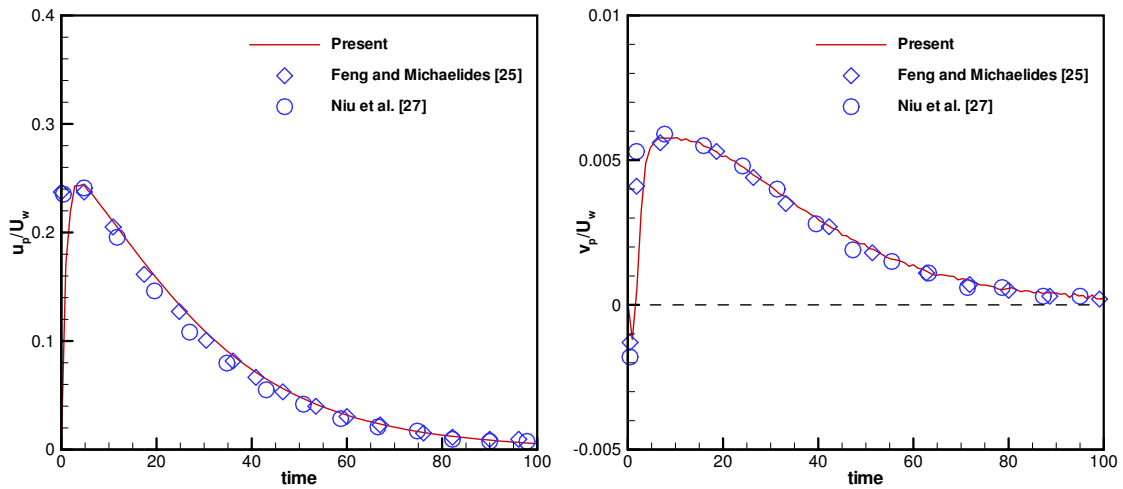 0.4
0.3
0.2
0.1
0
0 20 40 60 80 100
u_p/U_w
time
Present
Feng and Michaelides [25]
Niu et al. [27]
0.01
0.005
0
-0.005
0 20 40 60 80 100
v_p/U_w
time
Present
Feng and Michaelides [25]
Niu et al. [27]